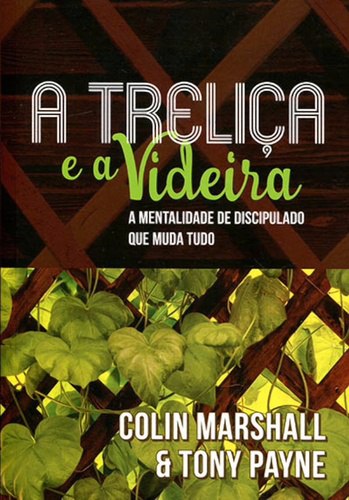 A TRELIÇA
e a Videira
A MENTALIDADE DE DISCIPULADO
QUE MUDA TUDO
COLIN MARSHALL
& TONY PAYNE